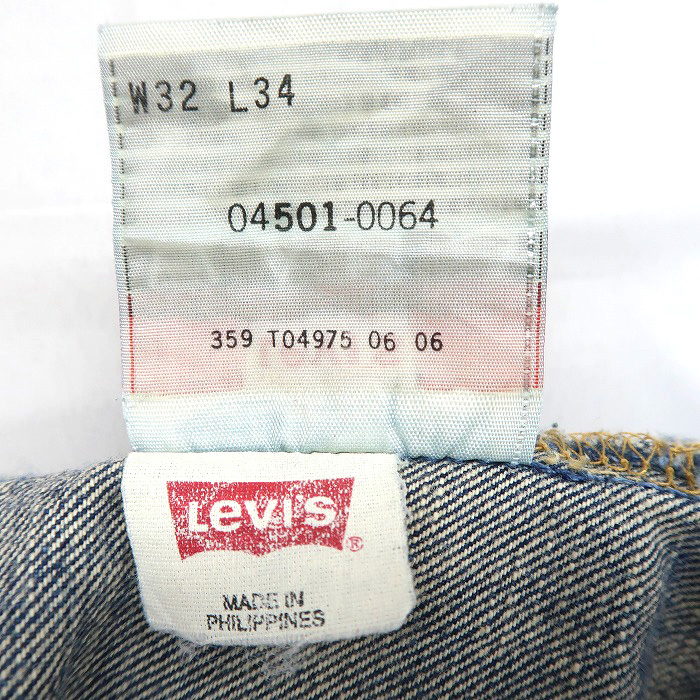 W32 L34
04501-0064
359 T04975 06 06
LEVI'S ®
MADE IN
PHILIPPINES